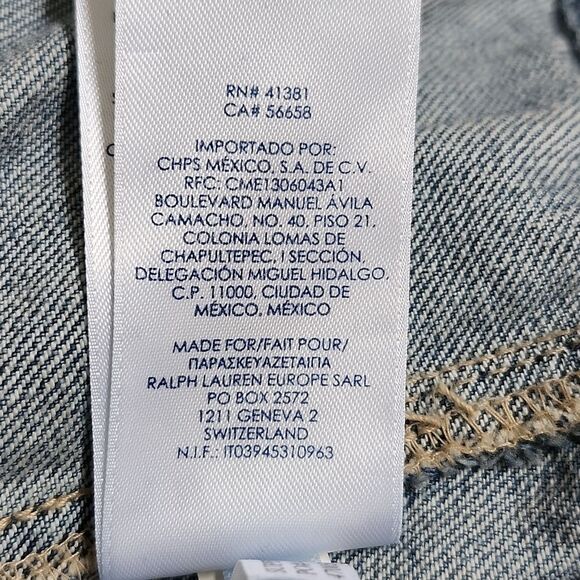 RN# 41381
CA# 56658
IMPORTADO POR:
CHPS MÉXICO, S.A. DE C.V.
RFC: CME1306043A1
BOULEVARD MANUEL ÁVILA
CAMACHO, NO. 40, PISO 21,
COLONIA LOMAS DE
CHAPULTEPEC, I SECCIÓN,
DELEGACIÓN MIGUEL HIDALGO,
C.P. 11000, CIUDAD DE
MÉXICO, MÉXICO
MADE FOR/FAIT POUR/
ΠΑΡΑΣΚΕΥΑΖΕΤΑΙΓΙΑ
RALPH LAUREN EUROPE SARL
PO BOX 2572
1211 GENEVA 2
SWITZERLAND
N.I.F.: IT03945310963